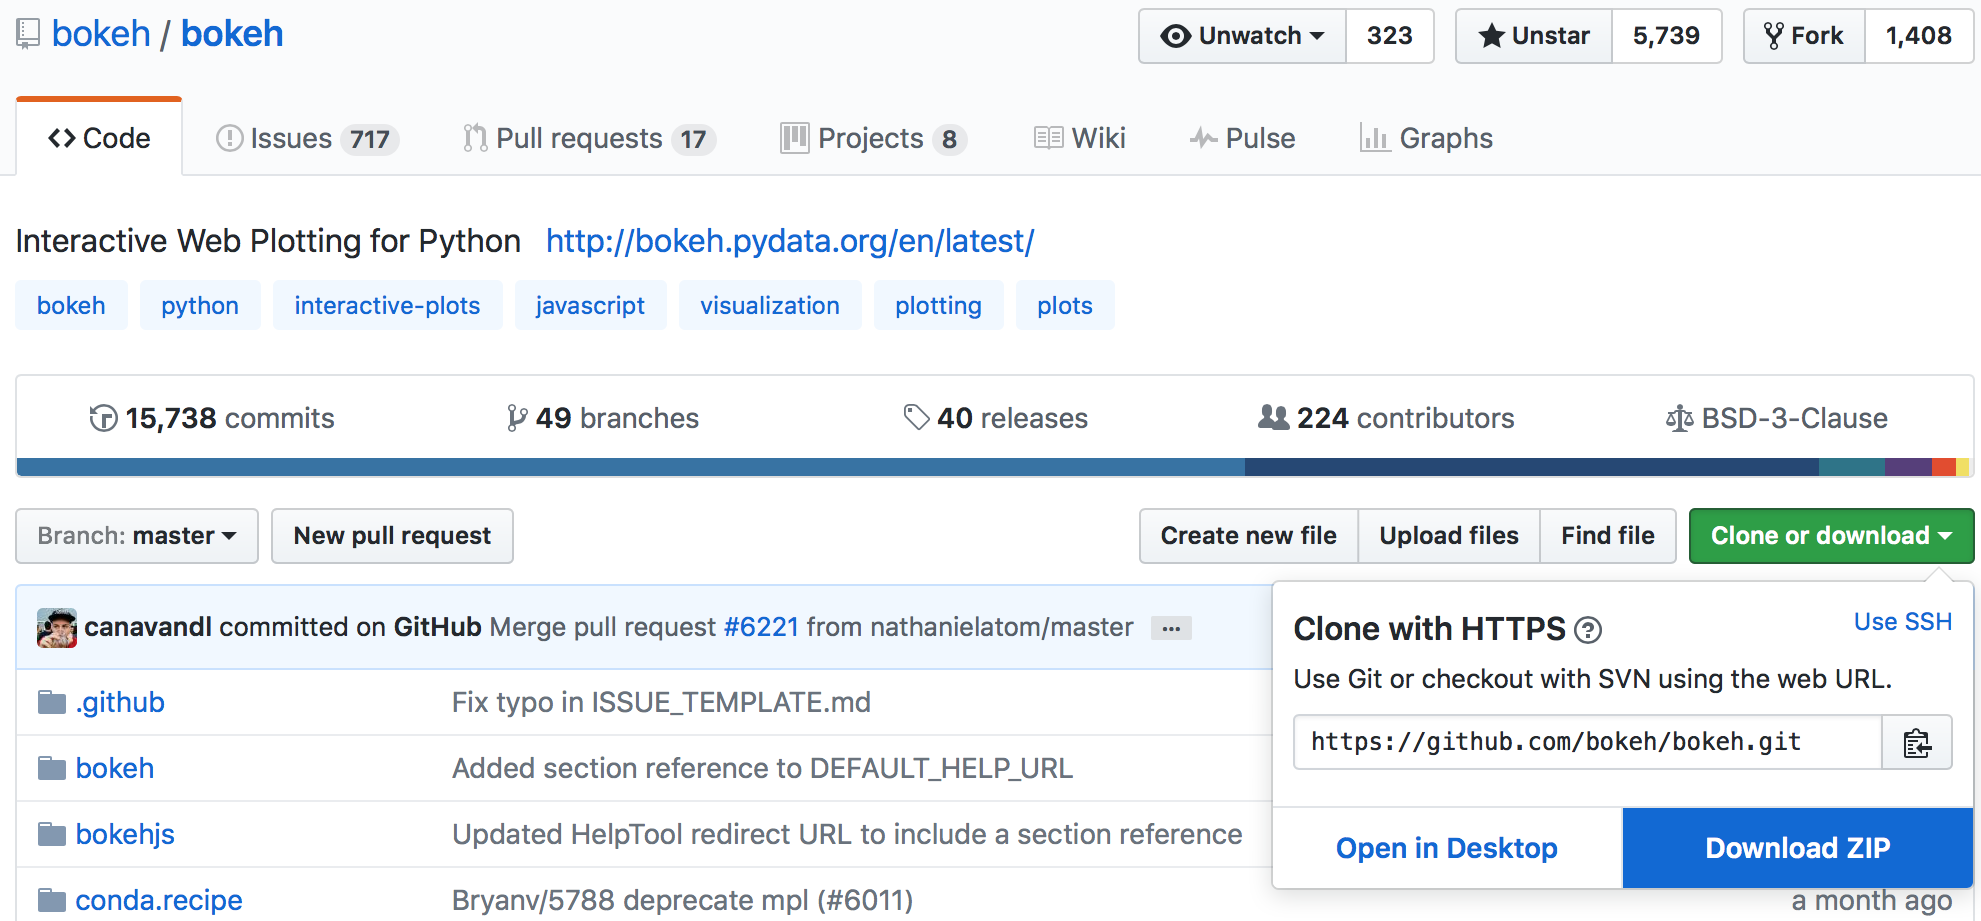 bokeh / bokeh Unwatch 323 Unstar 5,739 Fork 1,408
Code Issues 717 Pull requests 17 Projects 8 Wiki Pulse Graphs
Interactive Web Plotting for Python http://bokeh.pydata.org/en/latest/
bokeh python interactive-plots javascript visualization plotting plots
15,738 commits 49 branches 40 releases 224 contributors BSD-3-Clause
Branch: master New pull request Create new file Upload files Find file Clone or download
canavandl committed on GitHub Merge pull request #6221 from nathanielatom/master ...
Clone with HTTPS ? Use SSH
Use Git or checkout with SVN using the web URL.
https://github.com/bokeh/bokeh.git
Open in Desktop Download ZIP
.github Fix typo in ISSUE_TEMPLATE.md
bokeh Added section reference to DEFAULT_HELP_URL
bokehjs Updated HelpTool redirect URL to include a section reference
conda.recipe Bryanv/5788 deprecate mpl (#6011) a month ago